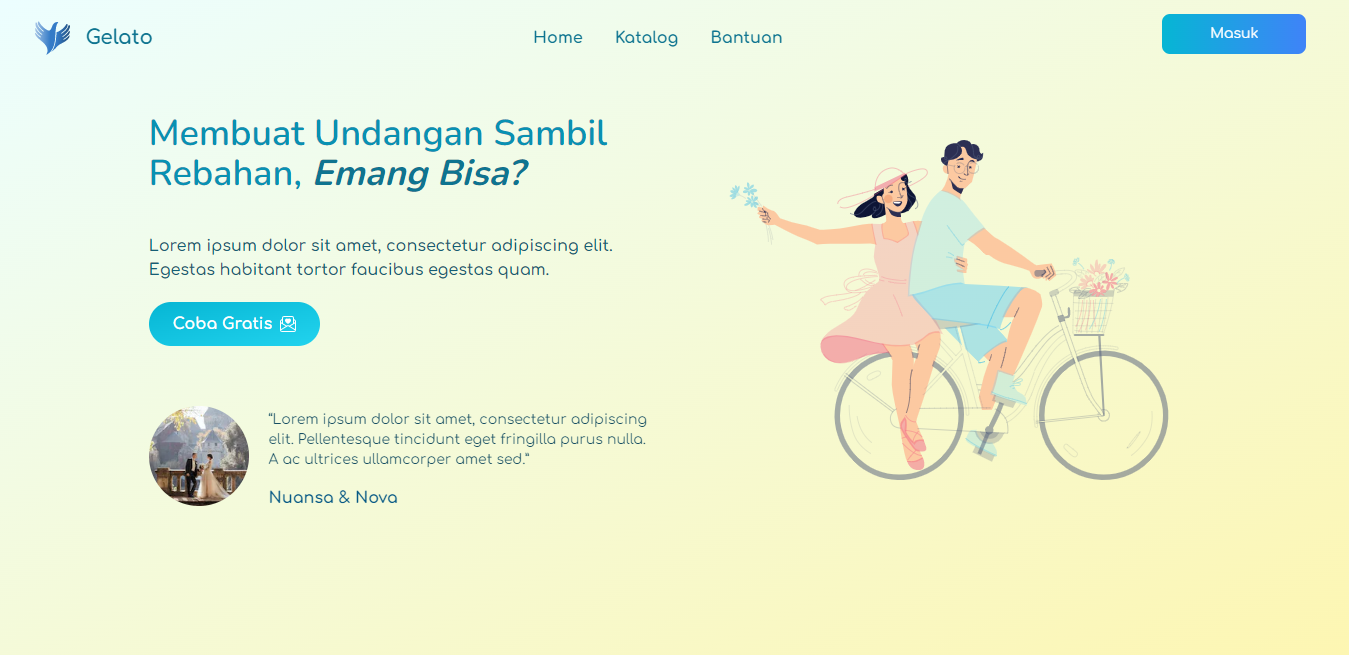 Gelato
Home
Katalog
Bantuan
Masuk
Membuat Undangan Sambil
Rebahan, Emang Bisa?
Lorem ipsum dolor sit amet, consectetur adipiscing elit.
Egestas habitant tortor faucibus egestas quam.
Coba Gratis
“Lorem ipsum dolor sit amet, consectetur adipiscing
elit. Pellentesque tincidunt eget fringilla purus nulla.
A ac ultrices ullamcorper amet sed.”
Nuansa & Nova